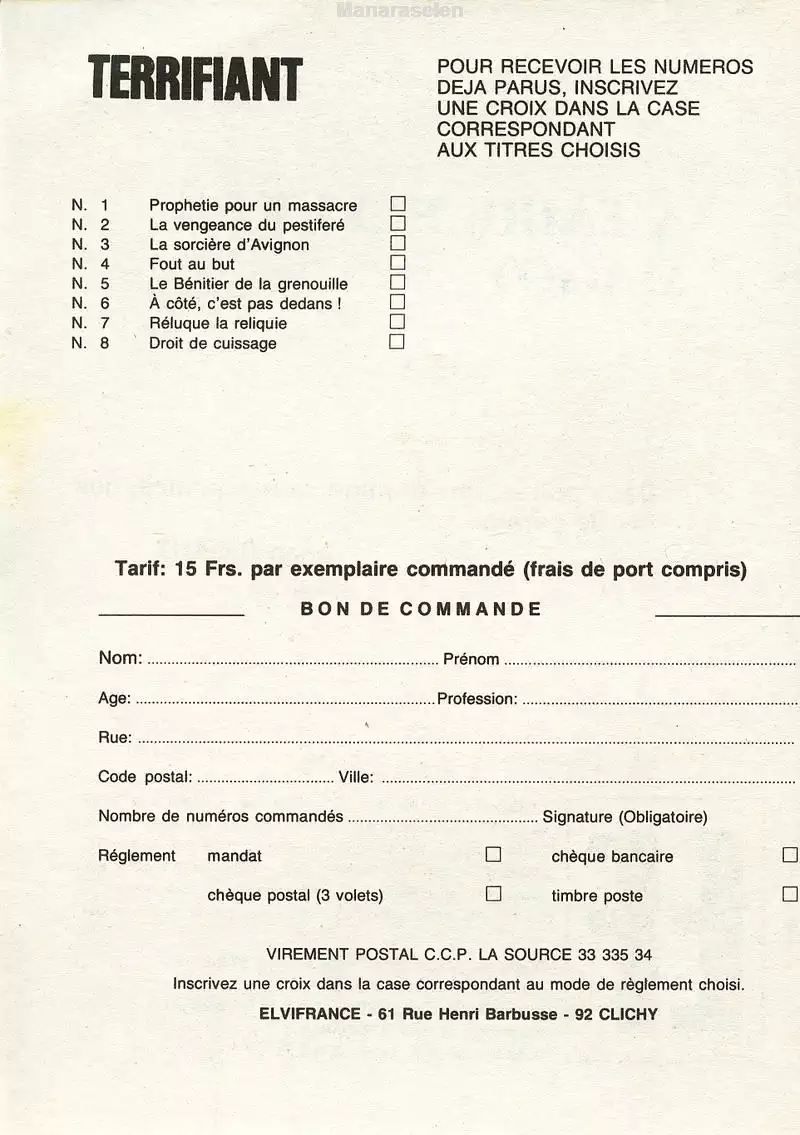 Manaraselen
TERRIFIANT
POUR RECEVOIR LES NUMEROS
DEJA PARUS, INSCRIVEZ
UNE CROIX DANS LA CASE
CORRESPONDANT
AUX TITRES CHOISIS
N. 1 Prophetie pour un massacre
N. 2 La vengeance du pestiferé
N. 3 La sorcière d'Avignon
N. 4 Fout au but
N. 5 Le Bénitier de la grenouille
N. 6 À côté, c'est pas dedans !
N. 7 Réluque la reliquie
N. 8 Droit de cuissage
Tarif: 15 Frs. par exemplaire commandé (frais de port compris)
BON DE COMMANDE
Nom: Prénom
Age: Profession:
Rue:
Code postal: Ville:
Nombre de numéros commandés Signature (Obligatoire)
Réglement mandat chèque bancaire
chèque postal (3 volets) timbre poste
VIREMENT POSTAL C.C.P. LA SOURCE 33 335 34
Inscrivez une croix dans la case correspondant au mode de règlement choisi.
ELVIFRANCE - 61 Rue Henri Barbusse - 92 CLICHY